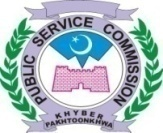 PUBLIC SERVICE COMMISSION
KHYBER
PAKHTOONKHWA